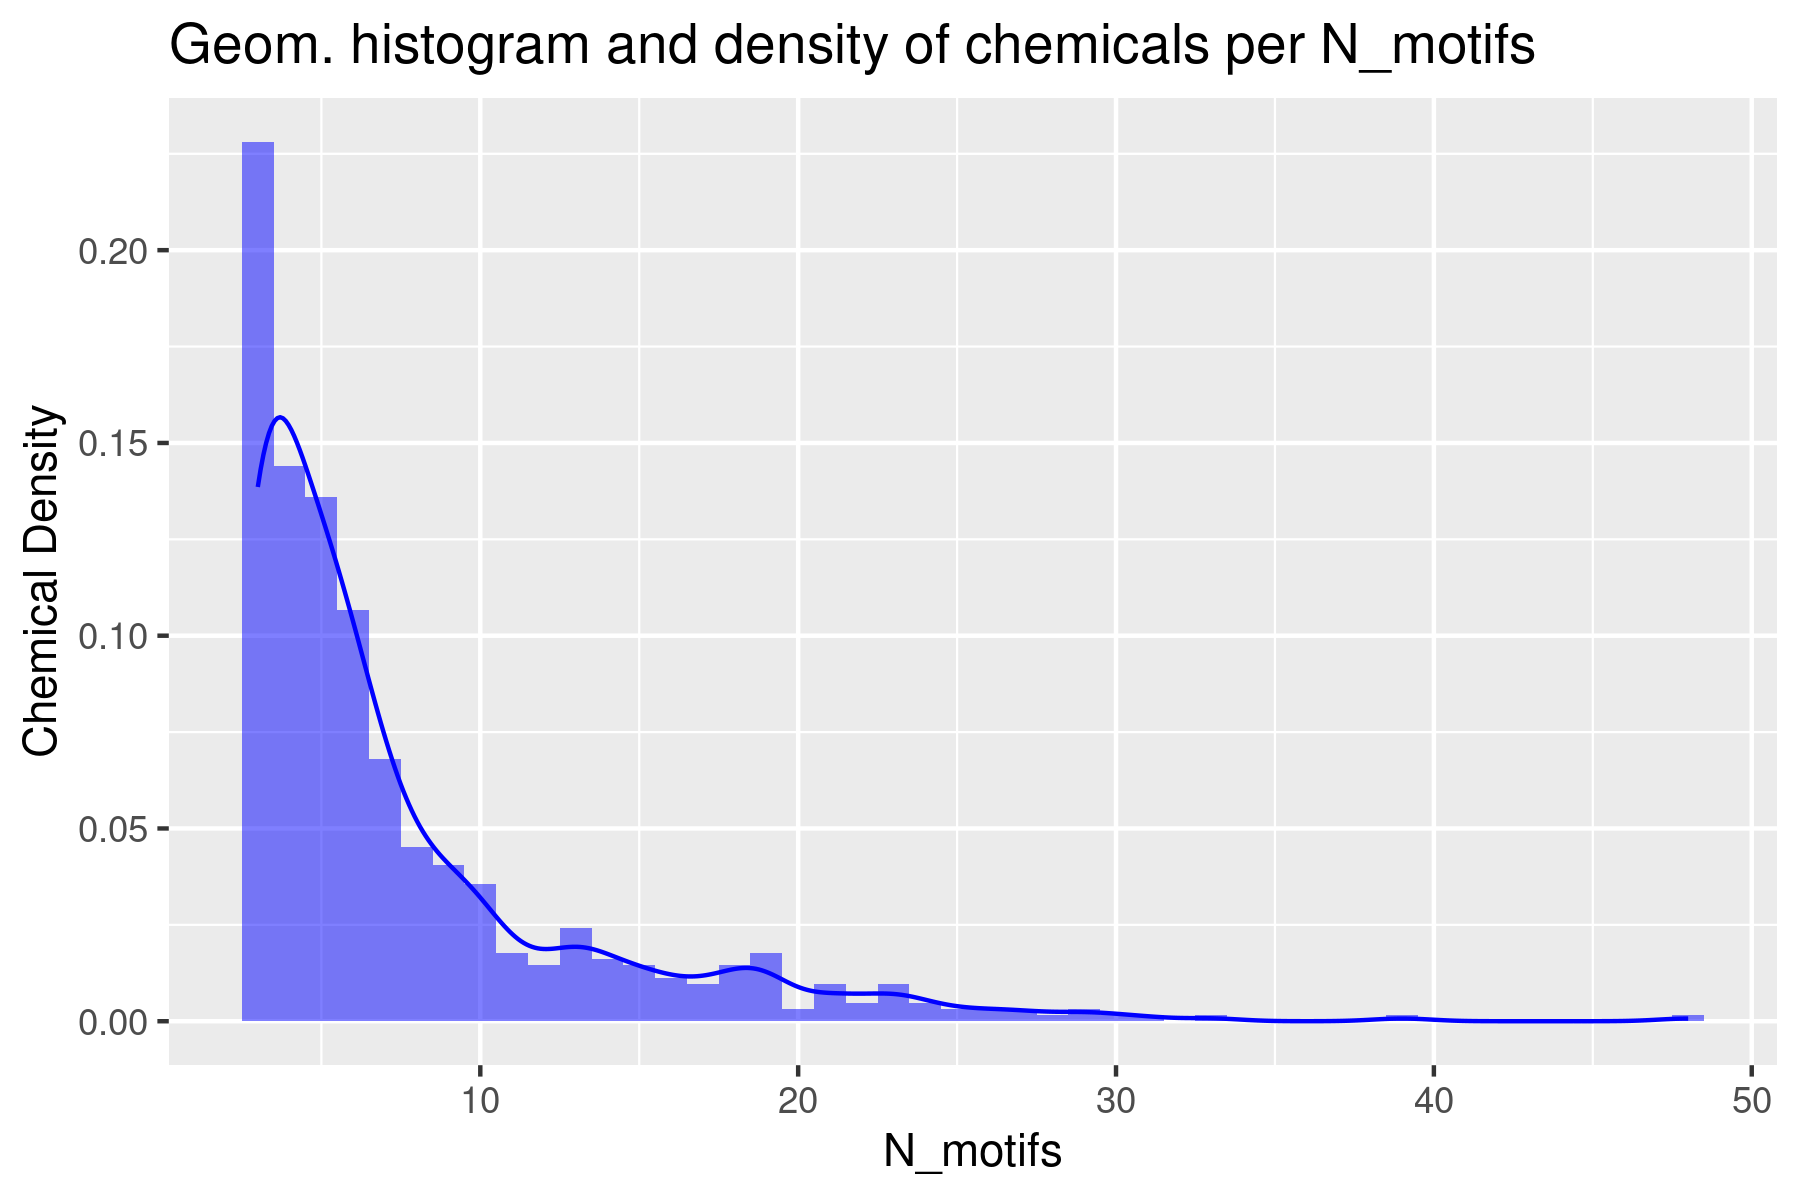 Geom. histogram and density of chemicals per N_motifs
Chemical Density
0.20
0.15
0.10
0.05
0.00
10 20 30 40 50
N_motifs